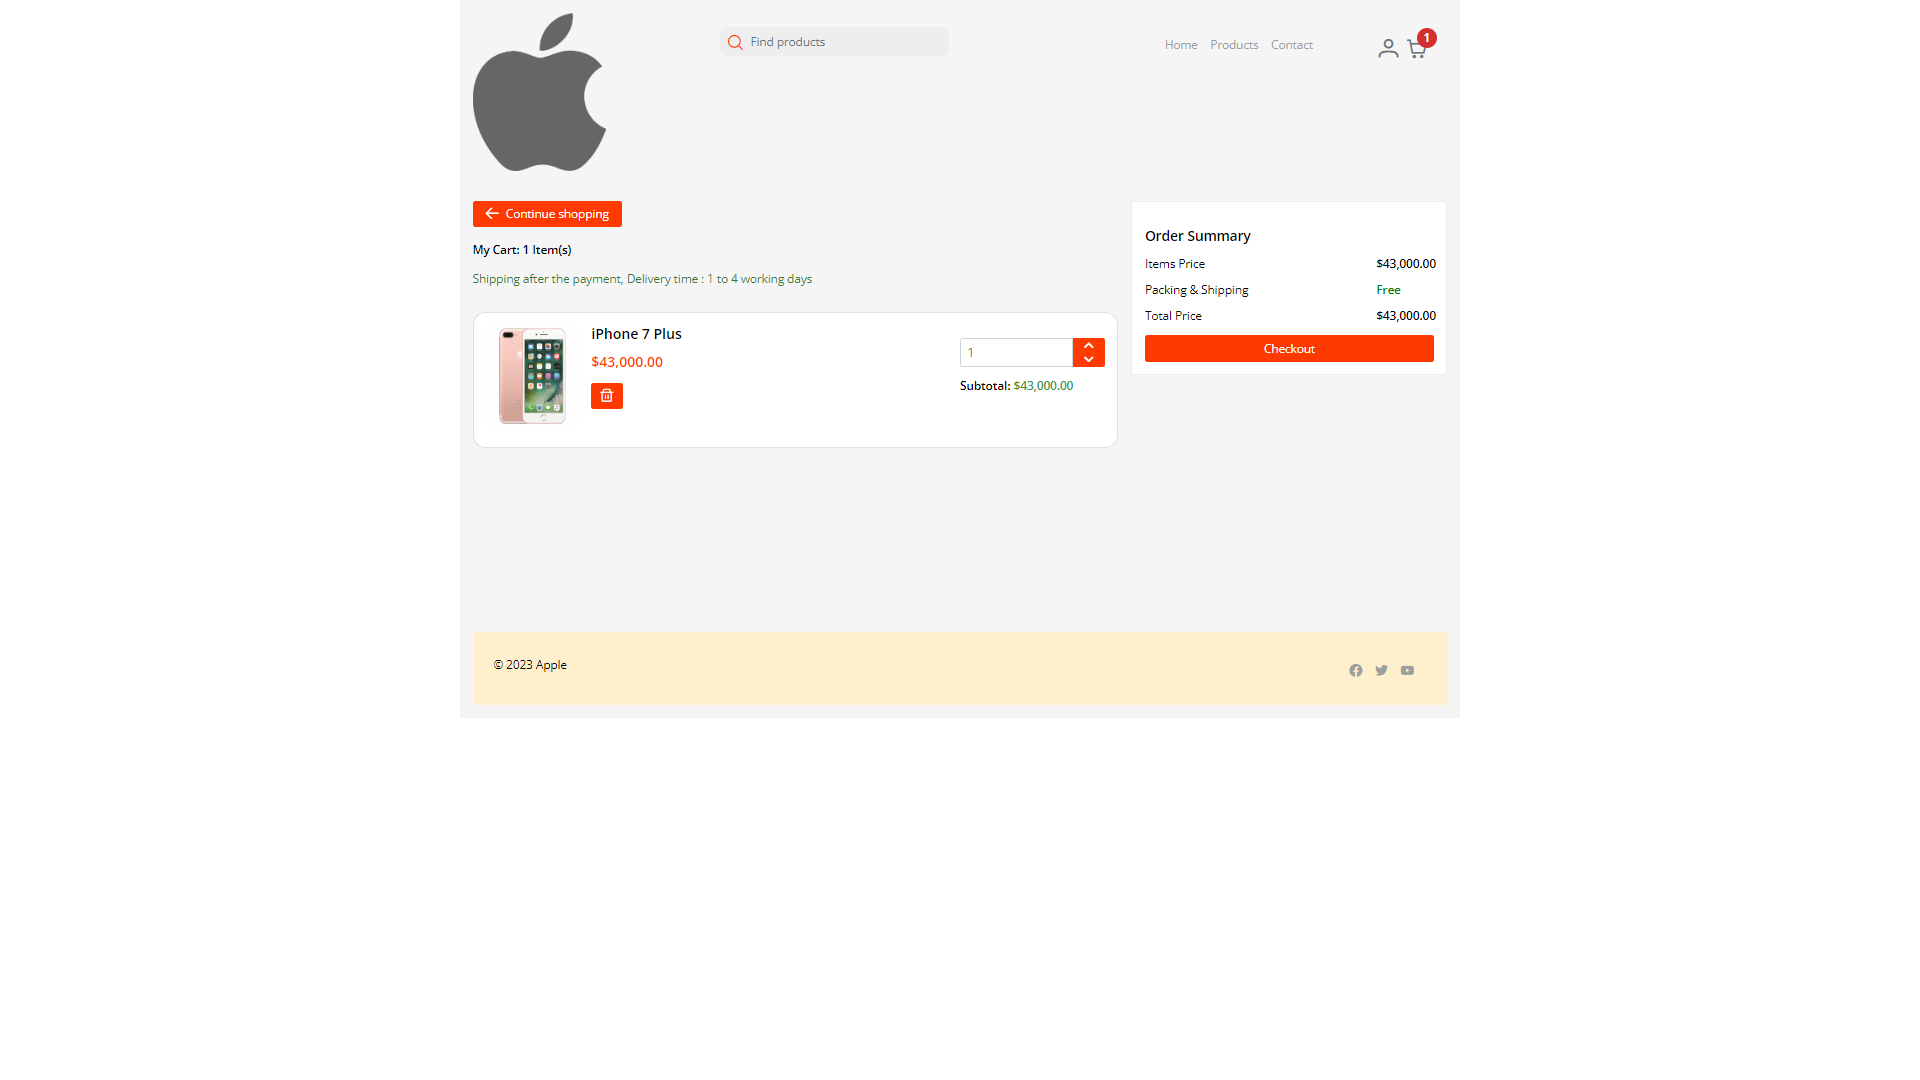 Find products
Home
Products
Contact
1
Continue shopping
My Cart: 1 Item(s)
Shipping after the payment, Delivery time : 1 to 4 working days
iPhone 7 Plus
$43,000.00
1
Subtotal: $43,000.00
Order Summary
Items Price $43,000.00
Packing & Shipping Free
Total Price $43,000.00
Checkout
© 2023 Apple